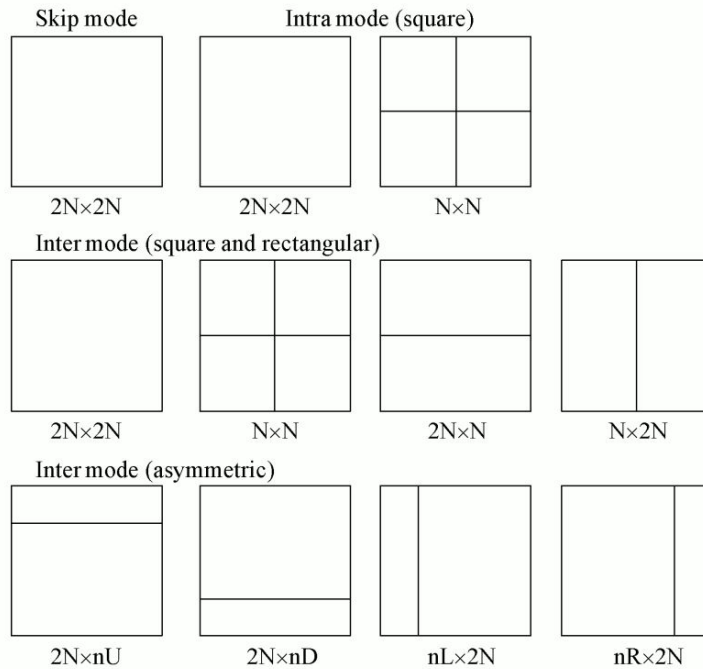 Skip mode
Intra mode (square)
2N×2N
2N×2N
N×N
Inter mode (square and rectangular)
2N×2N
N×N
2N×N
N×2N
Inter mode (asymmetric)
2N×nU
2N×nD
nL×2N
nR×2N